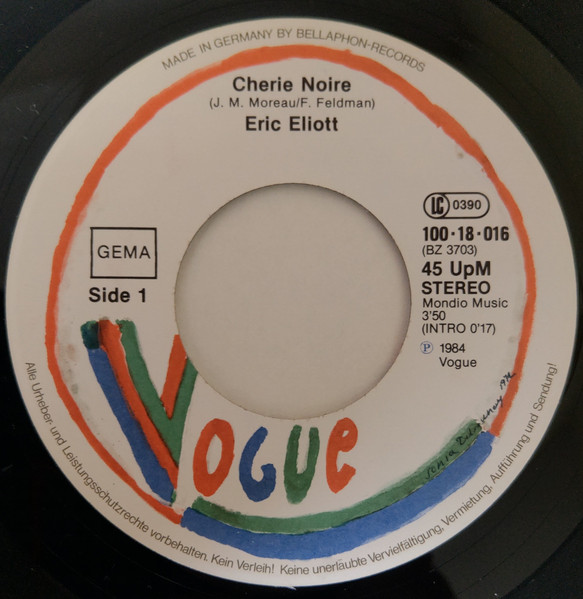 MADE IN GERMANY BY BELLAPHON-RECORDS
Cherie Noire
(J. M. Moreau/F. Feldman)
Eric Eliott
GEMA
Side 1
LC 0390
100·18·016
(BZ 3703)
45 UpM
STEREO
Mondio Music
3'50
(INTRO 0'17)
℗ 1984
Vogue
VOGUE
Alle Urheber- und Leistungsschutzrechte vorbehalten. Kein Verleih! Keine unerlaubte Vervielfältigung, Vermietung, Aufführung und Sendung!